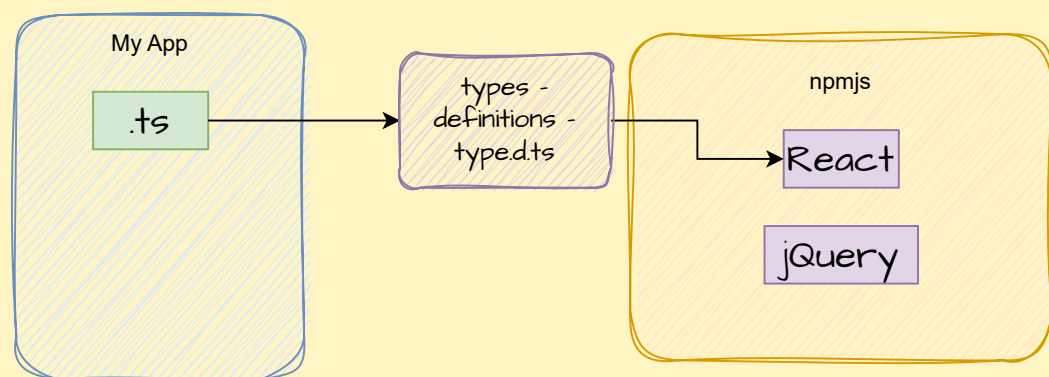 My App
.ts
types -
definitions -
type.d.ts
npmjs
React
jQuery